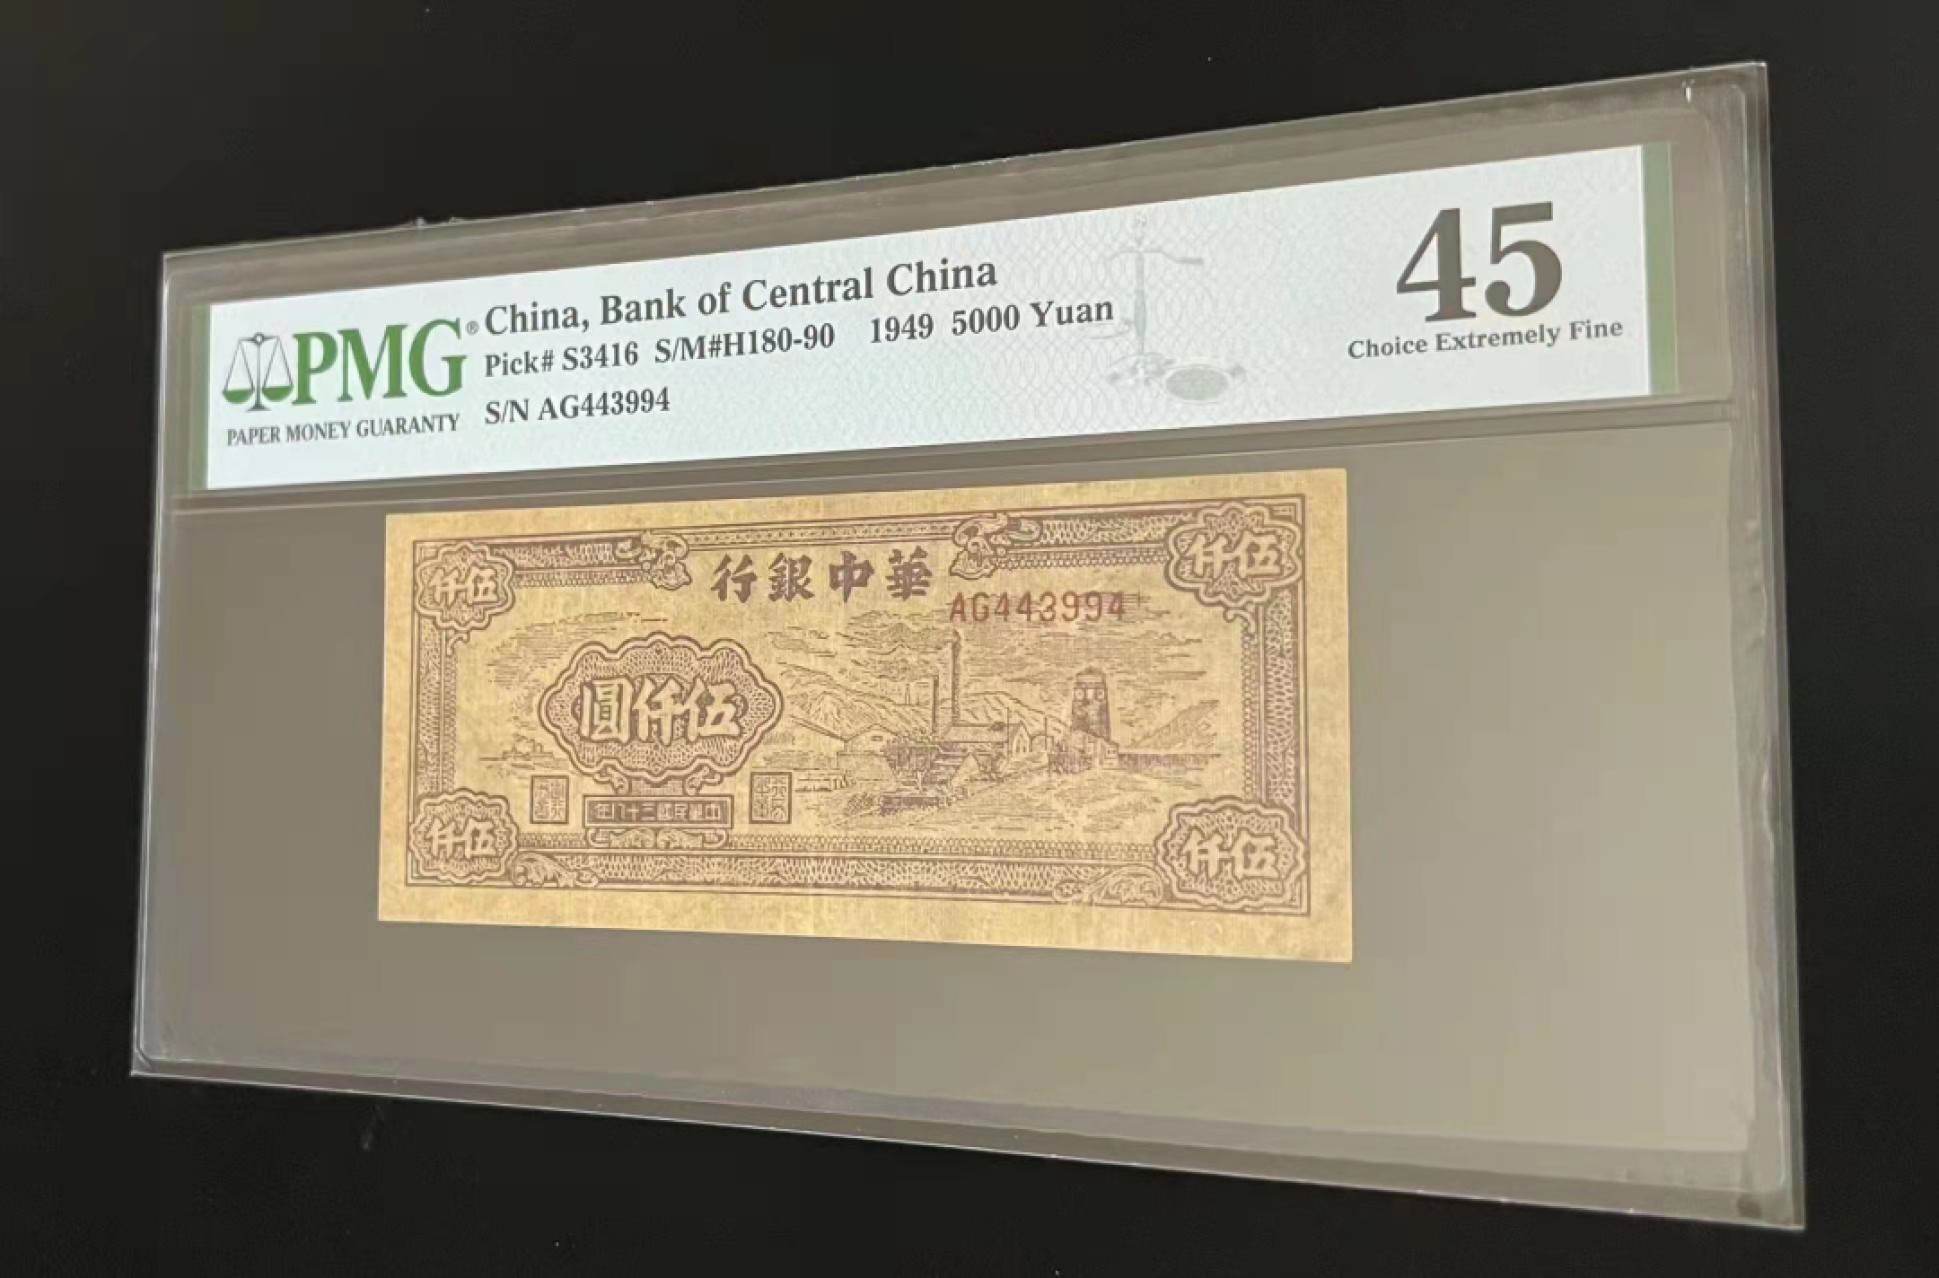 PMG®
PAPER MONEY GUARANTY
China, Bank of Central China
Pick# S3416 S/M#H180-90 1949 5000 Yuan
S/N AG443994
45
Choice Extremely Fine
行銀中華
AG443994
仟伍
仟伍
圓仟伍
年八十三國民華中
仟伍
仟伍